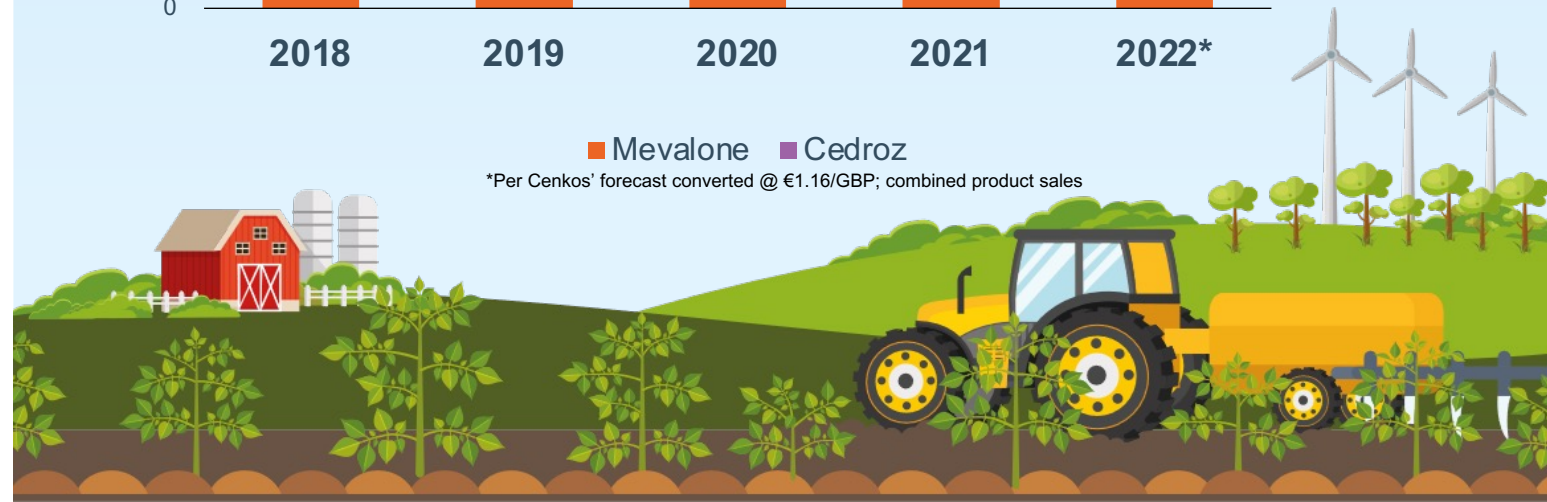 0
2018 2019 2020 2021 2022*
Mevalone Cedroz
*Per Cenkos' forecast converted @ €1.16/GBP; combined product sales